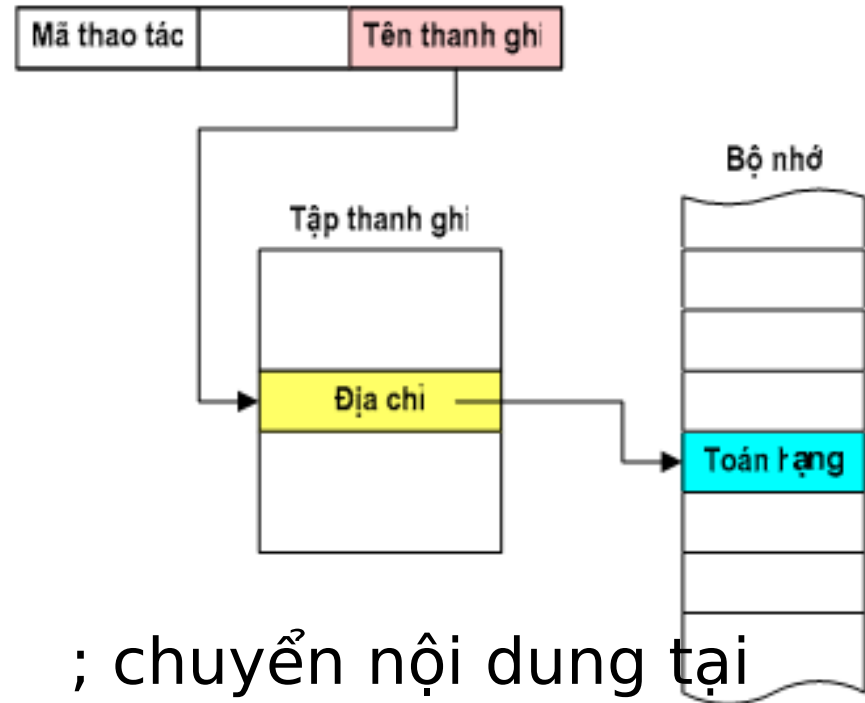 Mã thao tác Tên thanh ghi
Bộ nhớ
Tập thanh ghi
Địa chỉ
Toán hạng
; chuyển nội dung tại